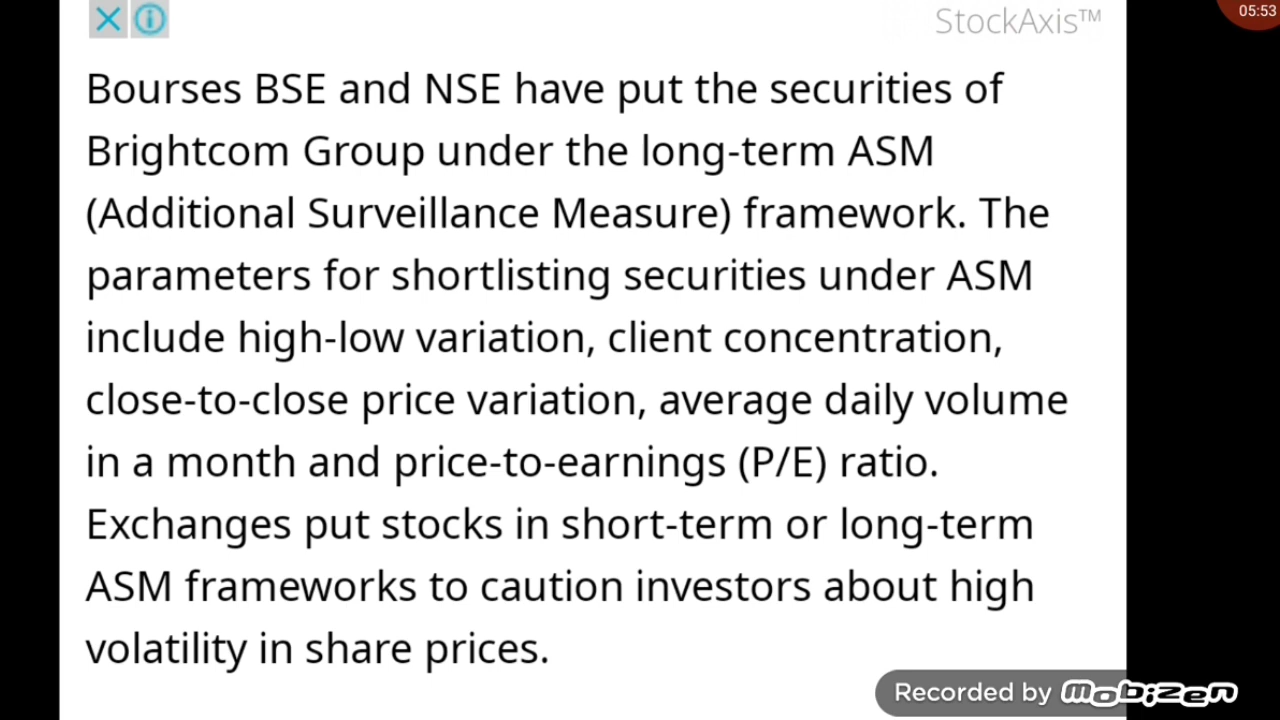 StockAxis™
05:53
Bourses BSE and NSE have put the securities of
Brightcom Group under the long-term ASM
(Additional Surveillance Measure) framework. The
parameters for shortlisting securities under ASM
include high-low variation, client concentration,
close-to-close price variation, average daily volume
in a month and price-to-earnings (P/E) ratio.
Exchanges put stocks in short-term or long-term
ASM frameworks to caution investors about high
volatility in share prices.
Recorded by mobizen